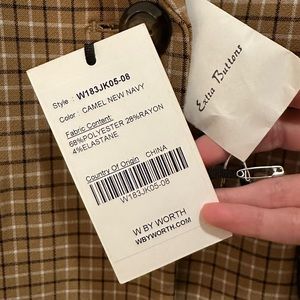 Style : W183JK05-08
Color : CAMEL NEW NAVY
Fabric Content:
68%POLYESTER 28%RAYON
4%ELASTANE
Country Of Origin CHINA
W183JK05-08
W BY WORTH
WBYWORTH.COM
Extra Buttons